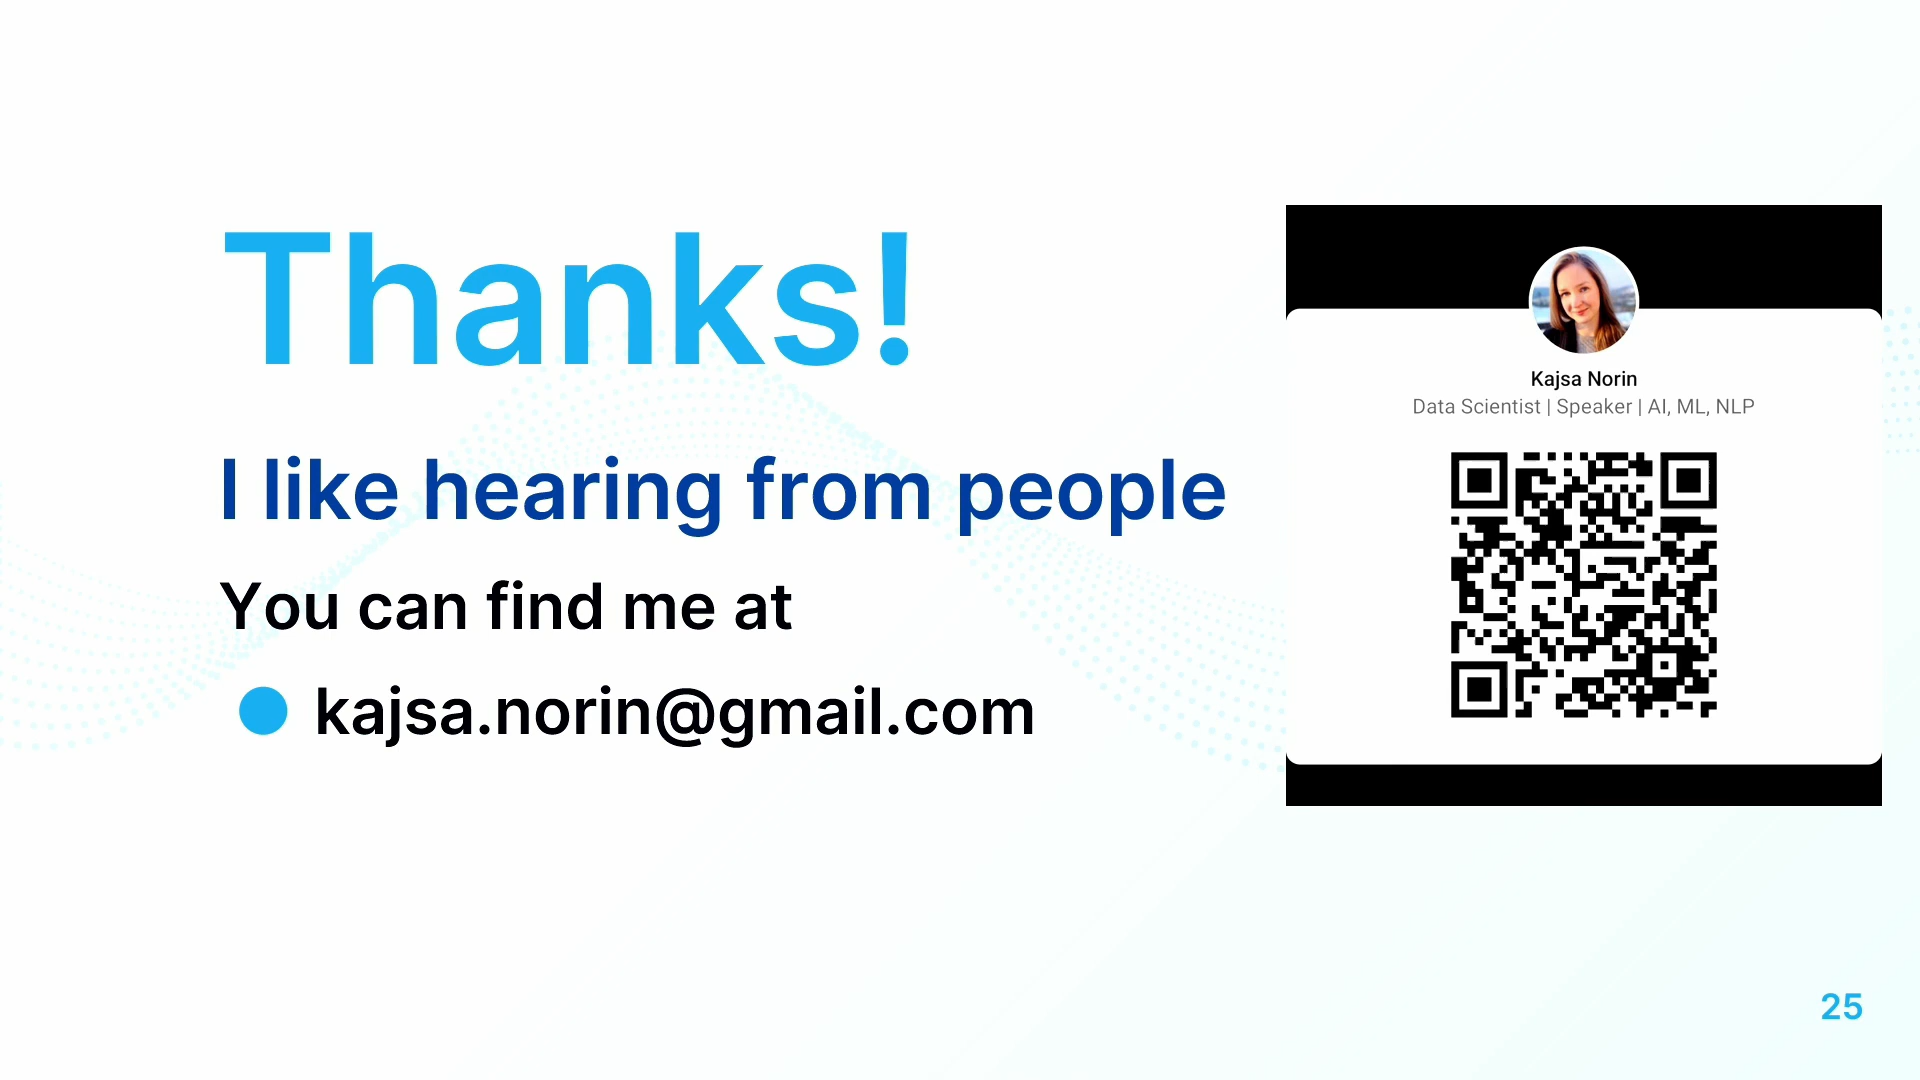 Thanks!
I like hearing from people
You can find me at
kajsa.norin@gmail.com
Kajsa Norin
Data Scientist | Speaker | AI, ML, NLP
25